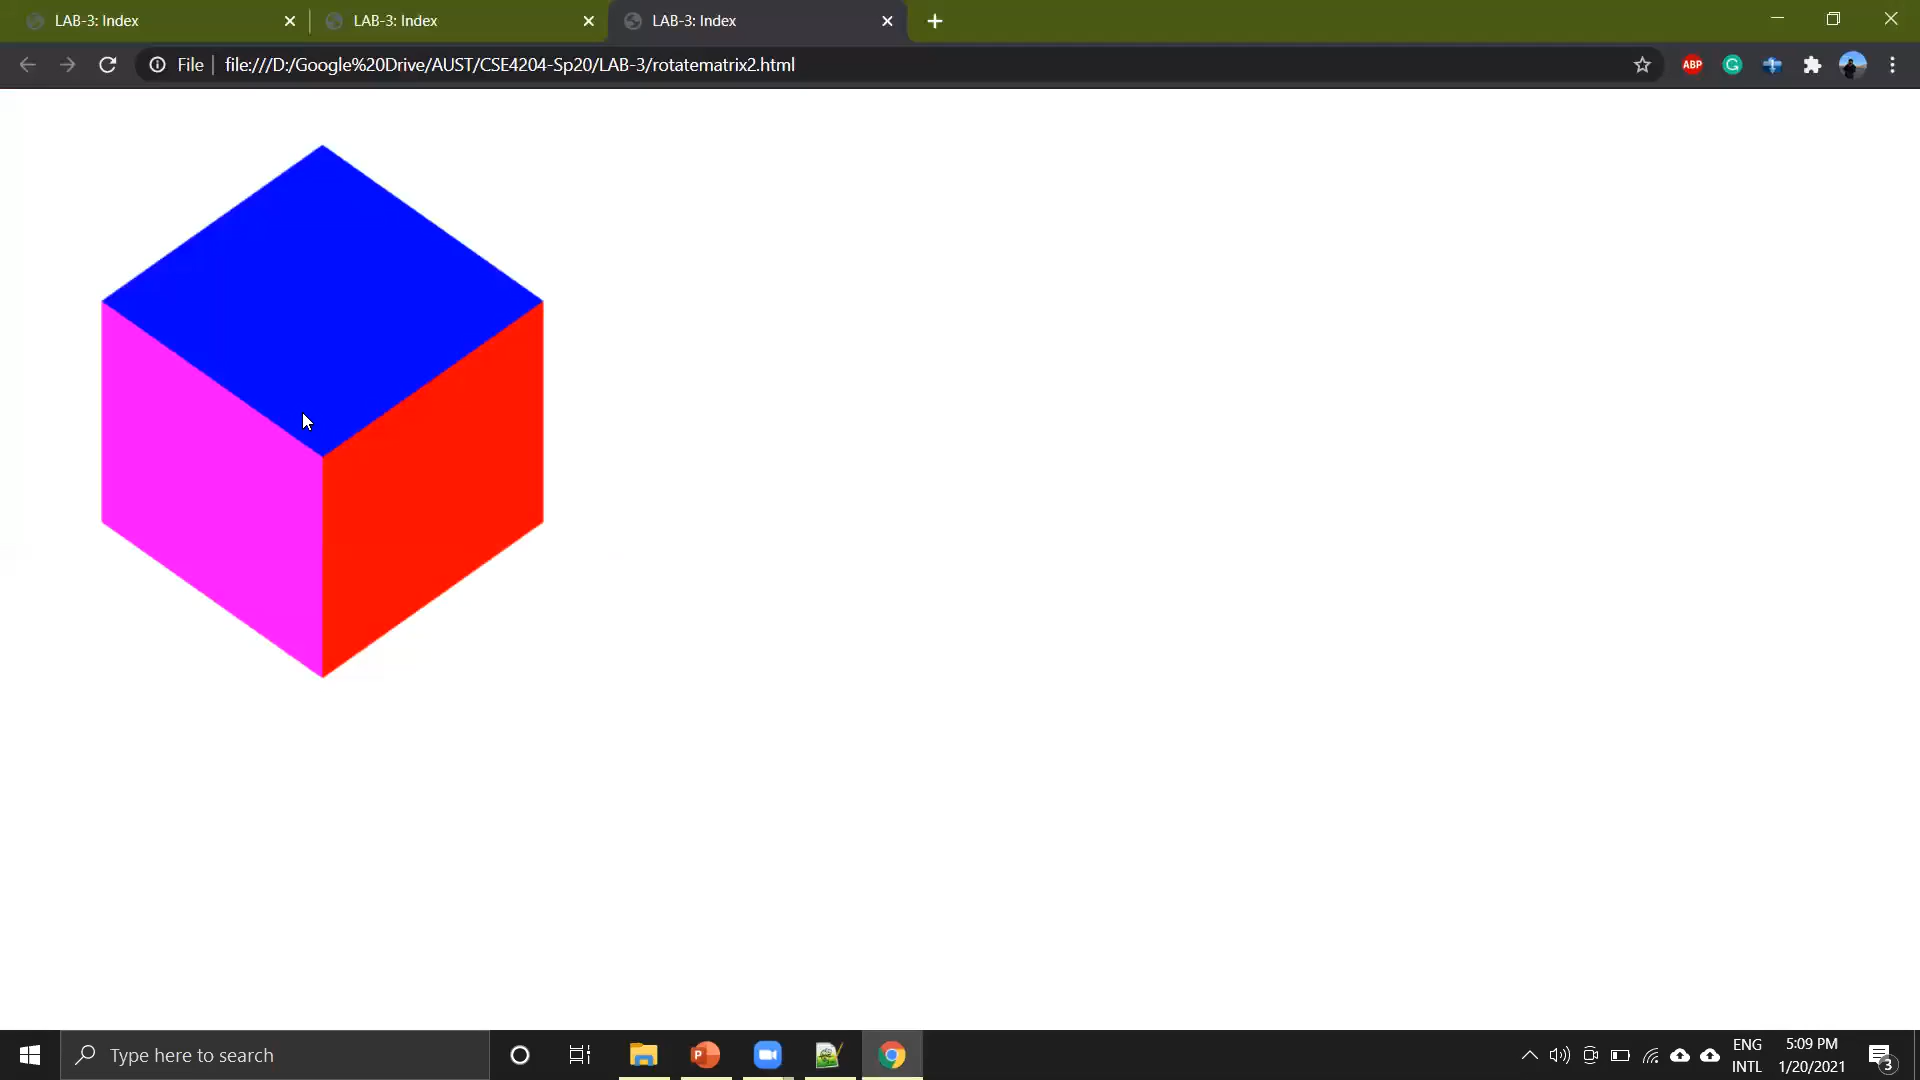 LAB-3: Index
LAB-3: Index
LAB-3: Index
File
file:///D:/Google%20Drive/AUST/CSE4204-Sp20/LAB-3/rotatematrix2.html
ABP
G
Type here to search
P
ENG
INTL
5:09 PM
1/20/2021
3